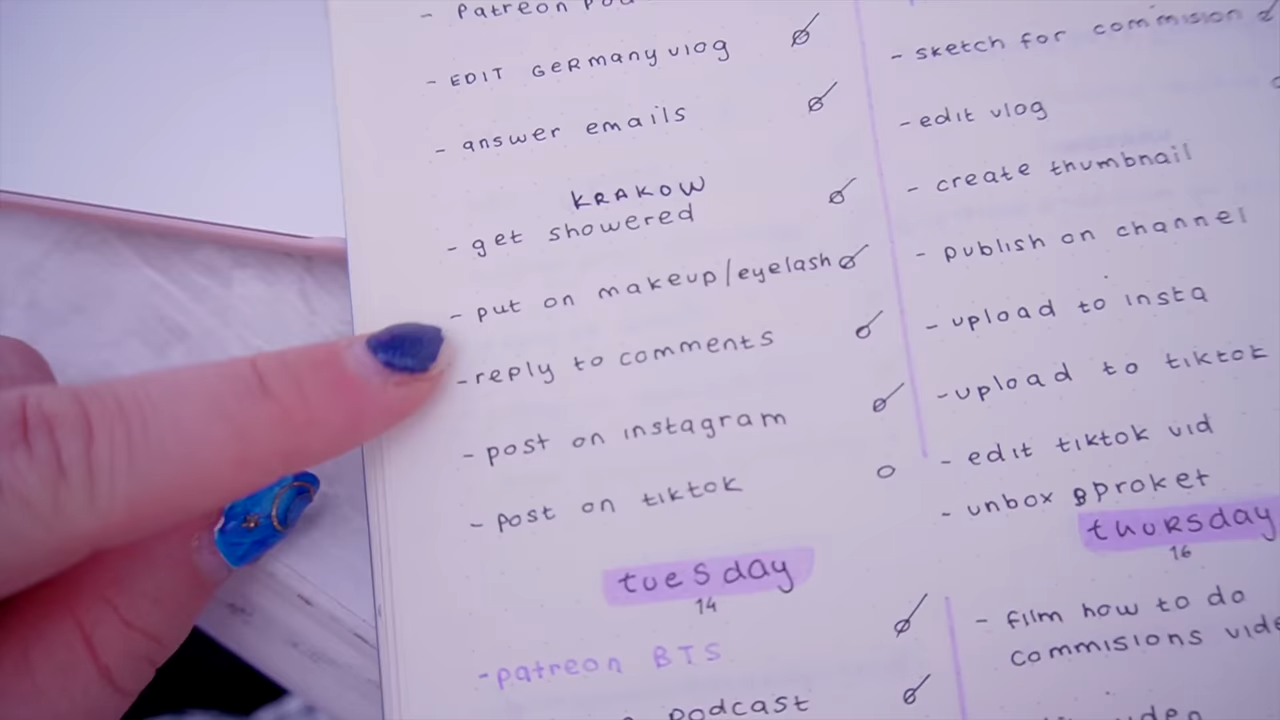 - Patreon
- EDIT GERmany vlog
- answer emails
KRAKOW
- get showered
- put on makeup/eyelash
- reply to comments
- post on instagram
- post on tiktok
tuesday
14
- patreon BTS
podcast
- sketch for commision
- edit vlog
- create thumbnail
- publish on channel
- upload to insta
- upload to tiktok
- edit tiktok vid
- unbox
thursday
16
- film how to do
commisions